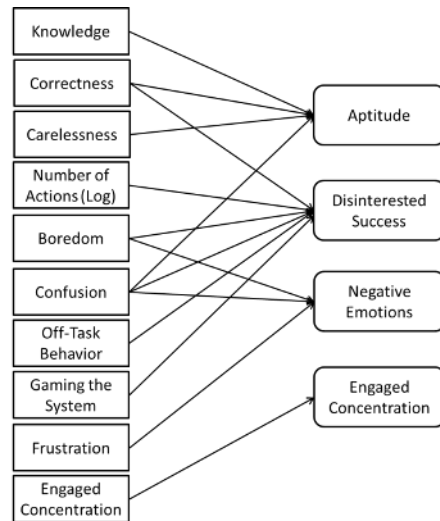 Knowledge
Correctness
Carelessness
Number of
Actions (Log)
Boredom
Confusion
Off-Task
Behavior
Gaming the
System
Frustration
Engaged
Concentration
Aptitude
Disinterested
Success
Negative
Emotions
Engaged
Concentration